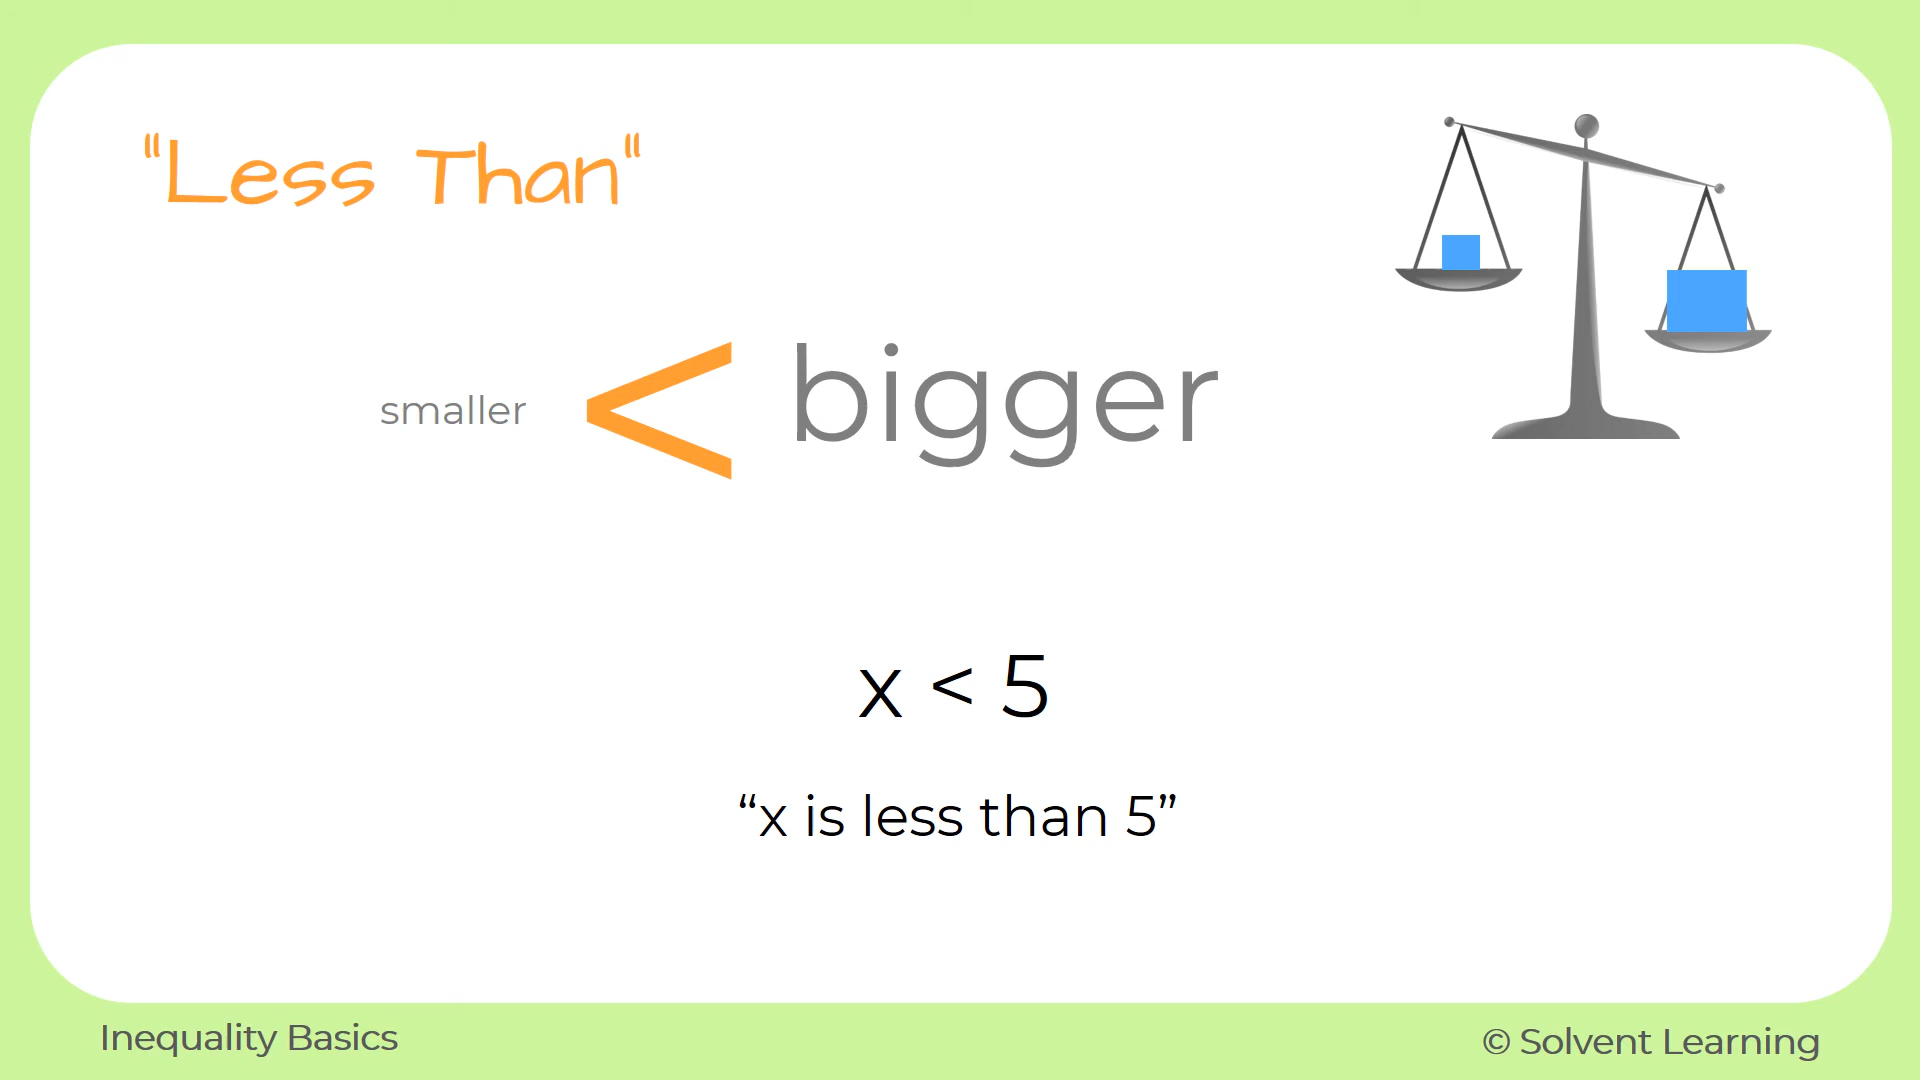 "Less Than"
smaller < bigger
x < 5
“x is less than 5”
Inequality Basics
© Solvent Learning